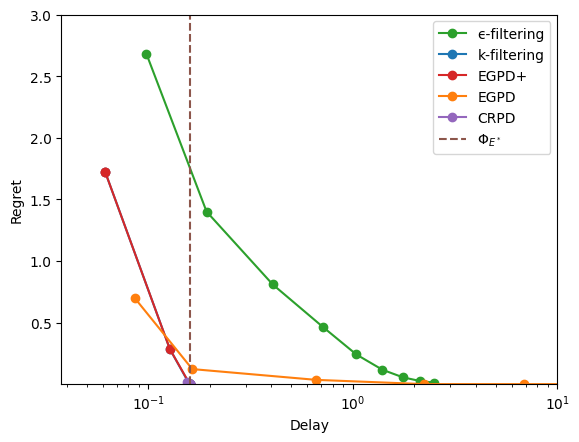 3.0
2.5
2.0
1.5
1.0
0.5
Regret
10⁻¹
10⁰
10¹
Delay
ϵ-filtering
k-filtering
EGPD+
EGPD
CRPD
Φ_{E*}